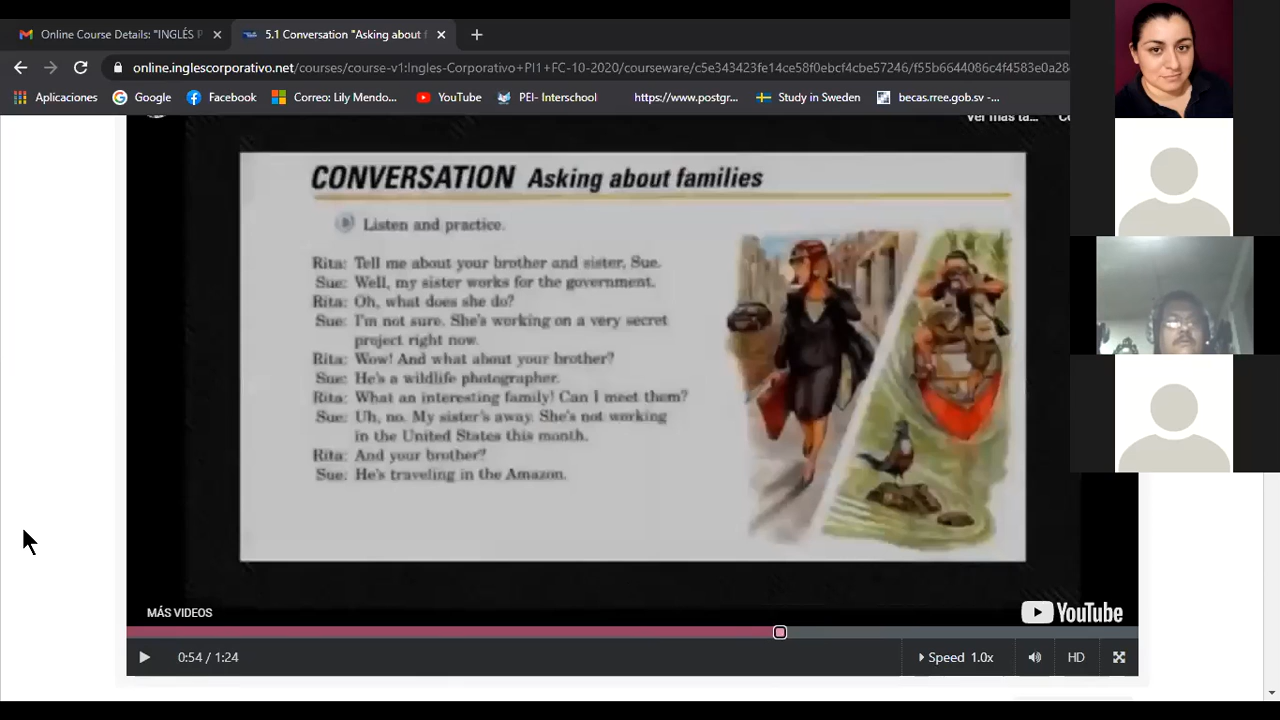 Online Course Details: "INGLÉS P
5.1 Conversation "Asking about f
online.inglescorporativo.net/courses/course-v1:Ingles-Corporativo+PI1+FC-10-2020/courseware/c5e343423fe14ce58f0ebcf4cbe57246/f55b6644086c4f4583e0a28
Aplicaciones Google Facebook Correo: Lily Mendo... YouTube PEI- Interschool https://www.postgr... Study in Sweden becas.rree.gob.sv -...
Ver más ta...
CONVERSATION Asking about families
Listen and practice.
Rita: Tell me about your brother and sister, Sue.
Sue: Well, my sister works for the government.
Rita: Oh, what does she do?
Sue: I'm not sure. She's working on a very secret
project right now.
Rita: Wow! And what about your brother?
Sue: He's a wildlife photographer.
Rita: What an interesting family! Can I meet them?
Sue: Uh, no. My sister's away. She's not working
in the United States this month.
Rita: And your brother?
Sue: He's traveling in the Amazon.
MÁS VIDEOS
YouTube
0:54 / 1:24
Speed 1.0x
HD